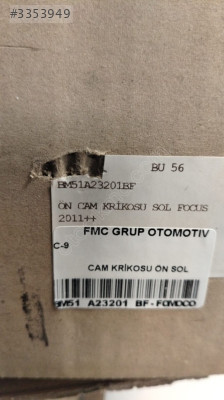 #3353949
BU 56
BM51A23201BF
ÖN CAM KRİKOSU SOL FOCUS
2011++
FMC GRUP OTOMOTIV
C-9
CAM KRİKOSU ÖN SOL
BM51 A23201 BF-FOMOCO